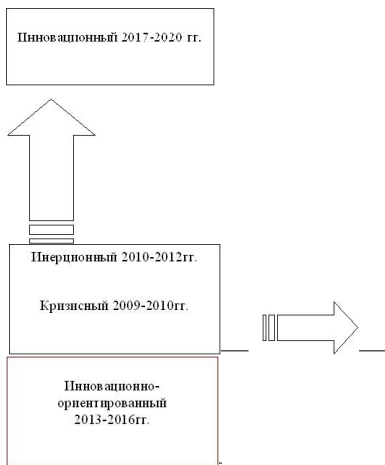 Инновационный 2017-2020 гг.
Инерционный 2010-2012гг.
Кризисный 2009-2010гг.
Инновационно-
ориентированный
2013-2016гг.